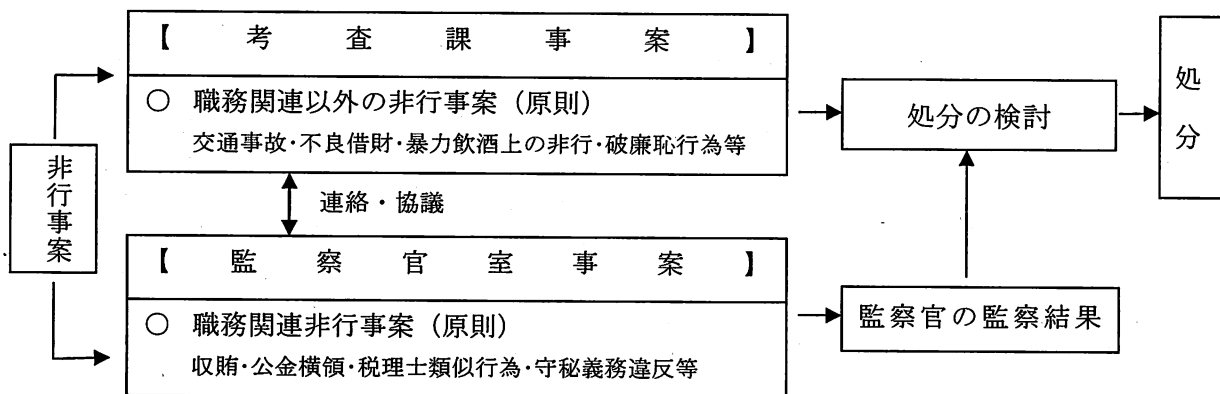 非行事案
【考査課事案】
○ 職務関連以外の非行事案（原則）
交通事故・不良借財・暴力飲酒上の非行・破廉恥行為等
連絡・協議
【監察官室事案】
○ 職務関連非行事案（原則）
収賄・公金横領・税理士類似行為・守秘義務違反等
処分の検討
監察官の監察結果
処分